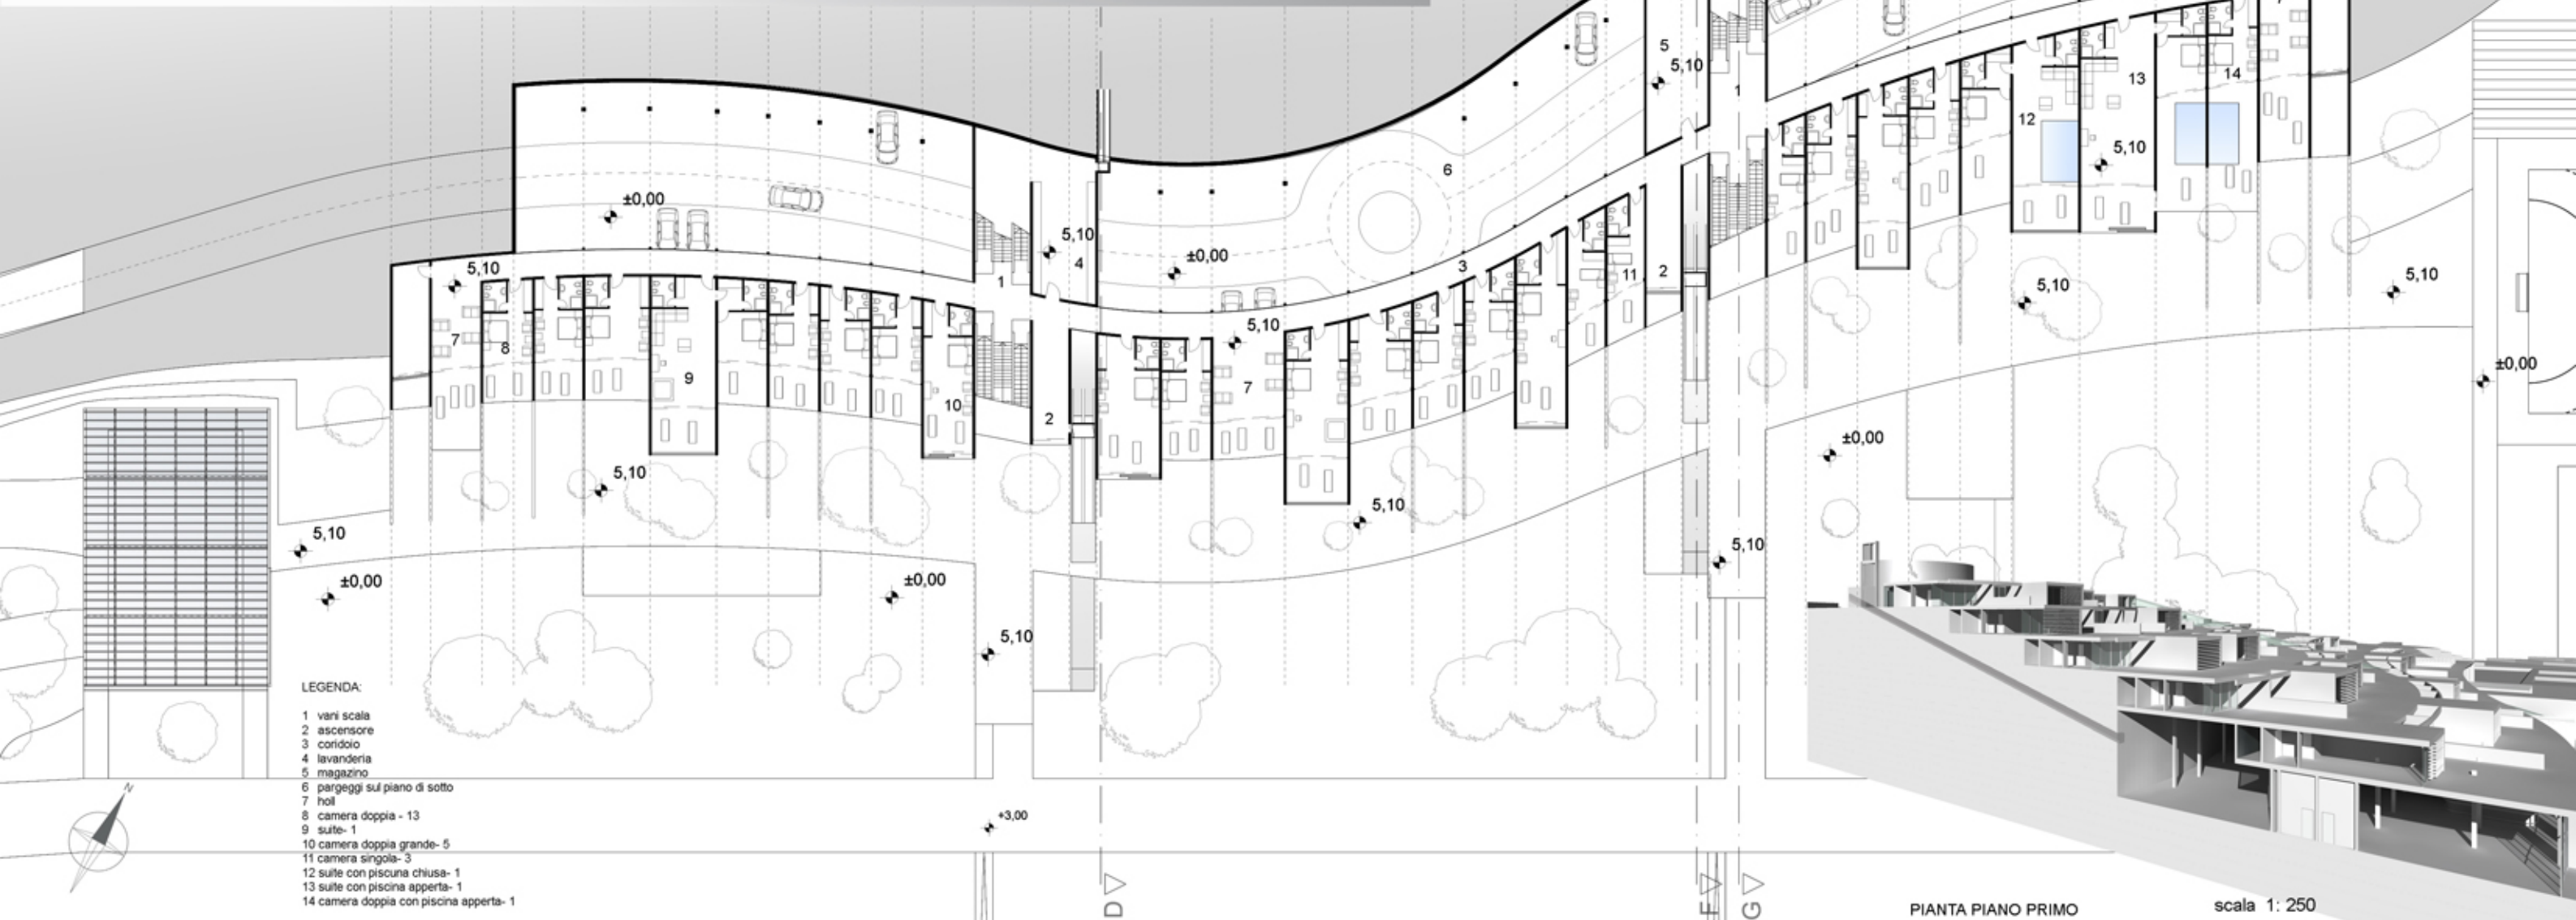 5
5,10
1
13
14
12
5,10
6
±0,00
5,10
4
±0,00
3
11
2
5,10
1
5,10
5,10
7
8
5,10
9
7
10
2
±0,00
±0,00
5,10
5,10
5,10
5,10
±0,00
±0,00
5,10
LEGENDA:
1 vani scala
2 ascensore
3 coridoio
4 lavanderia
5 magazino
6 pargeggi sul piano di sotto
7 holl
8 camera doppia - 13
9 suite- 1
10 camera doppia grande- 5
11 camera singola- 3
12 suite con piscuna chiusa- 1
13 suite con piscina apperta- 1
14 camera doppia con piscina apperta- 1
N
+3,00
D
F
G
PIANTA PIANO PRIMO
scala 1: 250